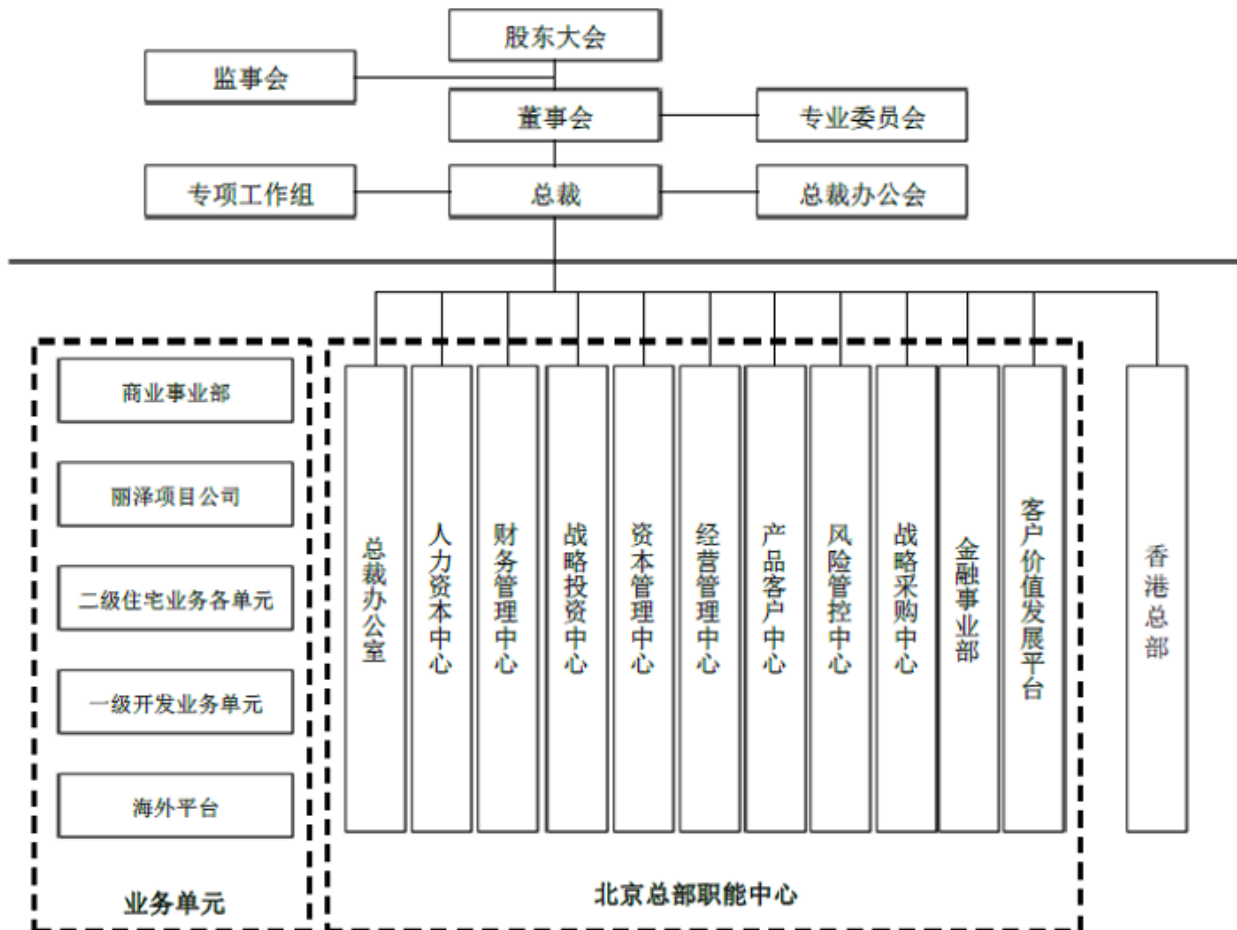 股东大会
监事会
董事会
专业委员会
专项工作组
总裁
总裁办公会
商业事业部
丽泽项目公司
二级住宅业务各单元
一级开发业务单元
海外平台
业务单元
总裁办公室
人力资本中心
财务管理中心
战略投资中心
资本管理中心
经营管理中心
产品客户中心
风险管控中心
战略采购中心
金融事业部
客户价值发展平台
北京总部职能中心
香港总部